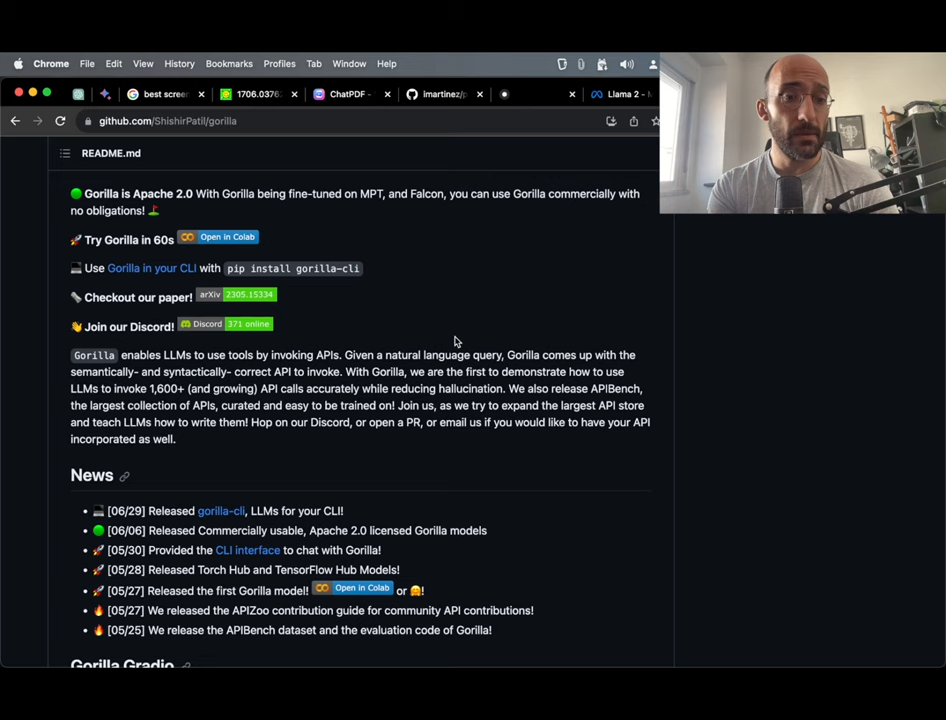 Chrome File Edit View History Bookmarks Profiles Tab Window Help
best scree 1706.0376 ChatPDF - imartinez/p Llama 2 - M
github.com/ShishirPatil/gorilla
README.md
Gorilla is Apache 2.0 With Gorilla being fine-tuned on MPT, and Falcon, you can use Gorilla commercially with
no obligations!
Try Gorilla in 60s Open in Colab
Use Gorilla in your CLI with pip install gorilla-cli
Checkout our paper! arXiv 2305.15334
Join our Discord! Discord 371 online
Gorilla enables LLMs to use tools by invoking APIs. Given a natural language query, Gorilla comes up with the
semantically- and syntactically- correct API to invoke. With Gorilla, we are the first to demonstrate how to use
LLMs to invoke 1,600+ (and growing) API calls accurately while reducing hallucination. We also release APIBench,
the largest collection of APIs, curated and easy to be trained on! Join us, as we try to expand the largest API store
and teach LLMs how to write them! Hop on our Discord, or open a PR, or email us if you would like to have your API
incorporated as well.
News
[06/29] Released gorilla-cli, LLMs for your CLI!
[06/06] Released Commercially usable, Apache 2.0 licensed Gorilla models
[05/30] Provided the CLI interface to chat with Gorilla!
[05/28] Released Torch Hub and TensorFlow Hub Models!
[05/27] Released the first Gorilla model! Open in Colab or 🤗!
[05/27] We released the APIZoo contribution guide for community API contributions!
[05/25] We release the APIBench dataset and the evaluation code of Gorilla!
Gorilla Gradio